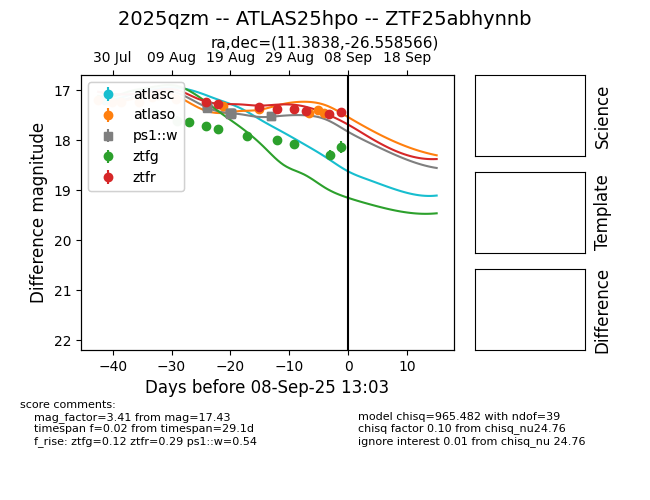 2025qzm -- ATLAS25hpo -- ZTF25abhynnb
ra,dec=(11.3838,-26.558566)
30 Jul 09 Aug 19 Aug 29 Aug 08 Sep 18 Sep
17
18
19
20
21
22
Difference magnitude
atlasc
atlaso
ps1::w
ztfg
ztfr
−40 −30 −20 −10 0 10
Days before 08-Sep-25 13:03
Science
Template
Difference
score comments:
mag_factor=3.41 from mag=17.43
timespan f=0.02 from timespan=29.1d
f_rise: ztfg=0.12 ztfr=0.29 ps1::w=0.54
model chisq=965.482 with ndof=39
chisq factor 0.10 from chisq_nu24.76
ignore interest 0.01 from chisq_nu 24.76